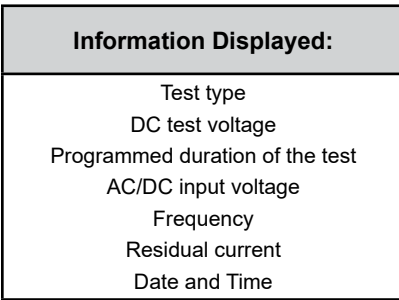 Information Displayed:
Test type
DC test voltage
Programmed duration of the test
AC/DC input voltage
Frequency
Residual current
Date and Time